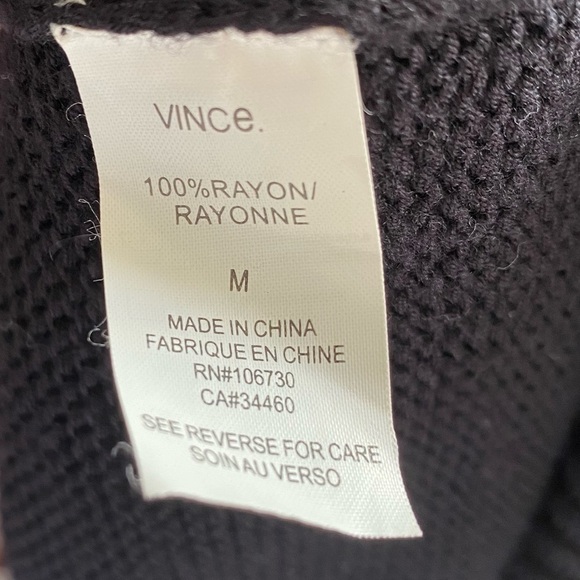 VINCe.
100%RAYON/
RAYONNE
M
MADE IN CHINA
FABRIQUE EN CHINE
RN#106730
CA#34460
SEE REVERSE FOR CARE
SOIN AU VERSO